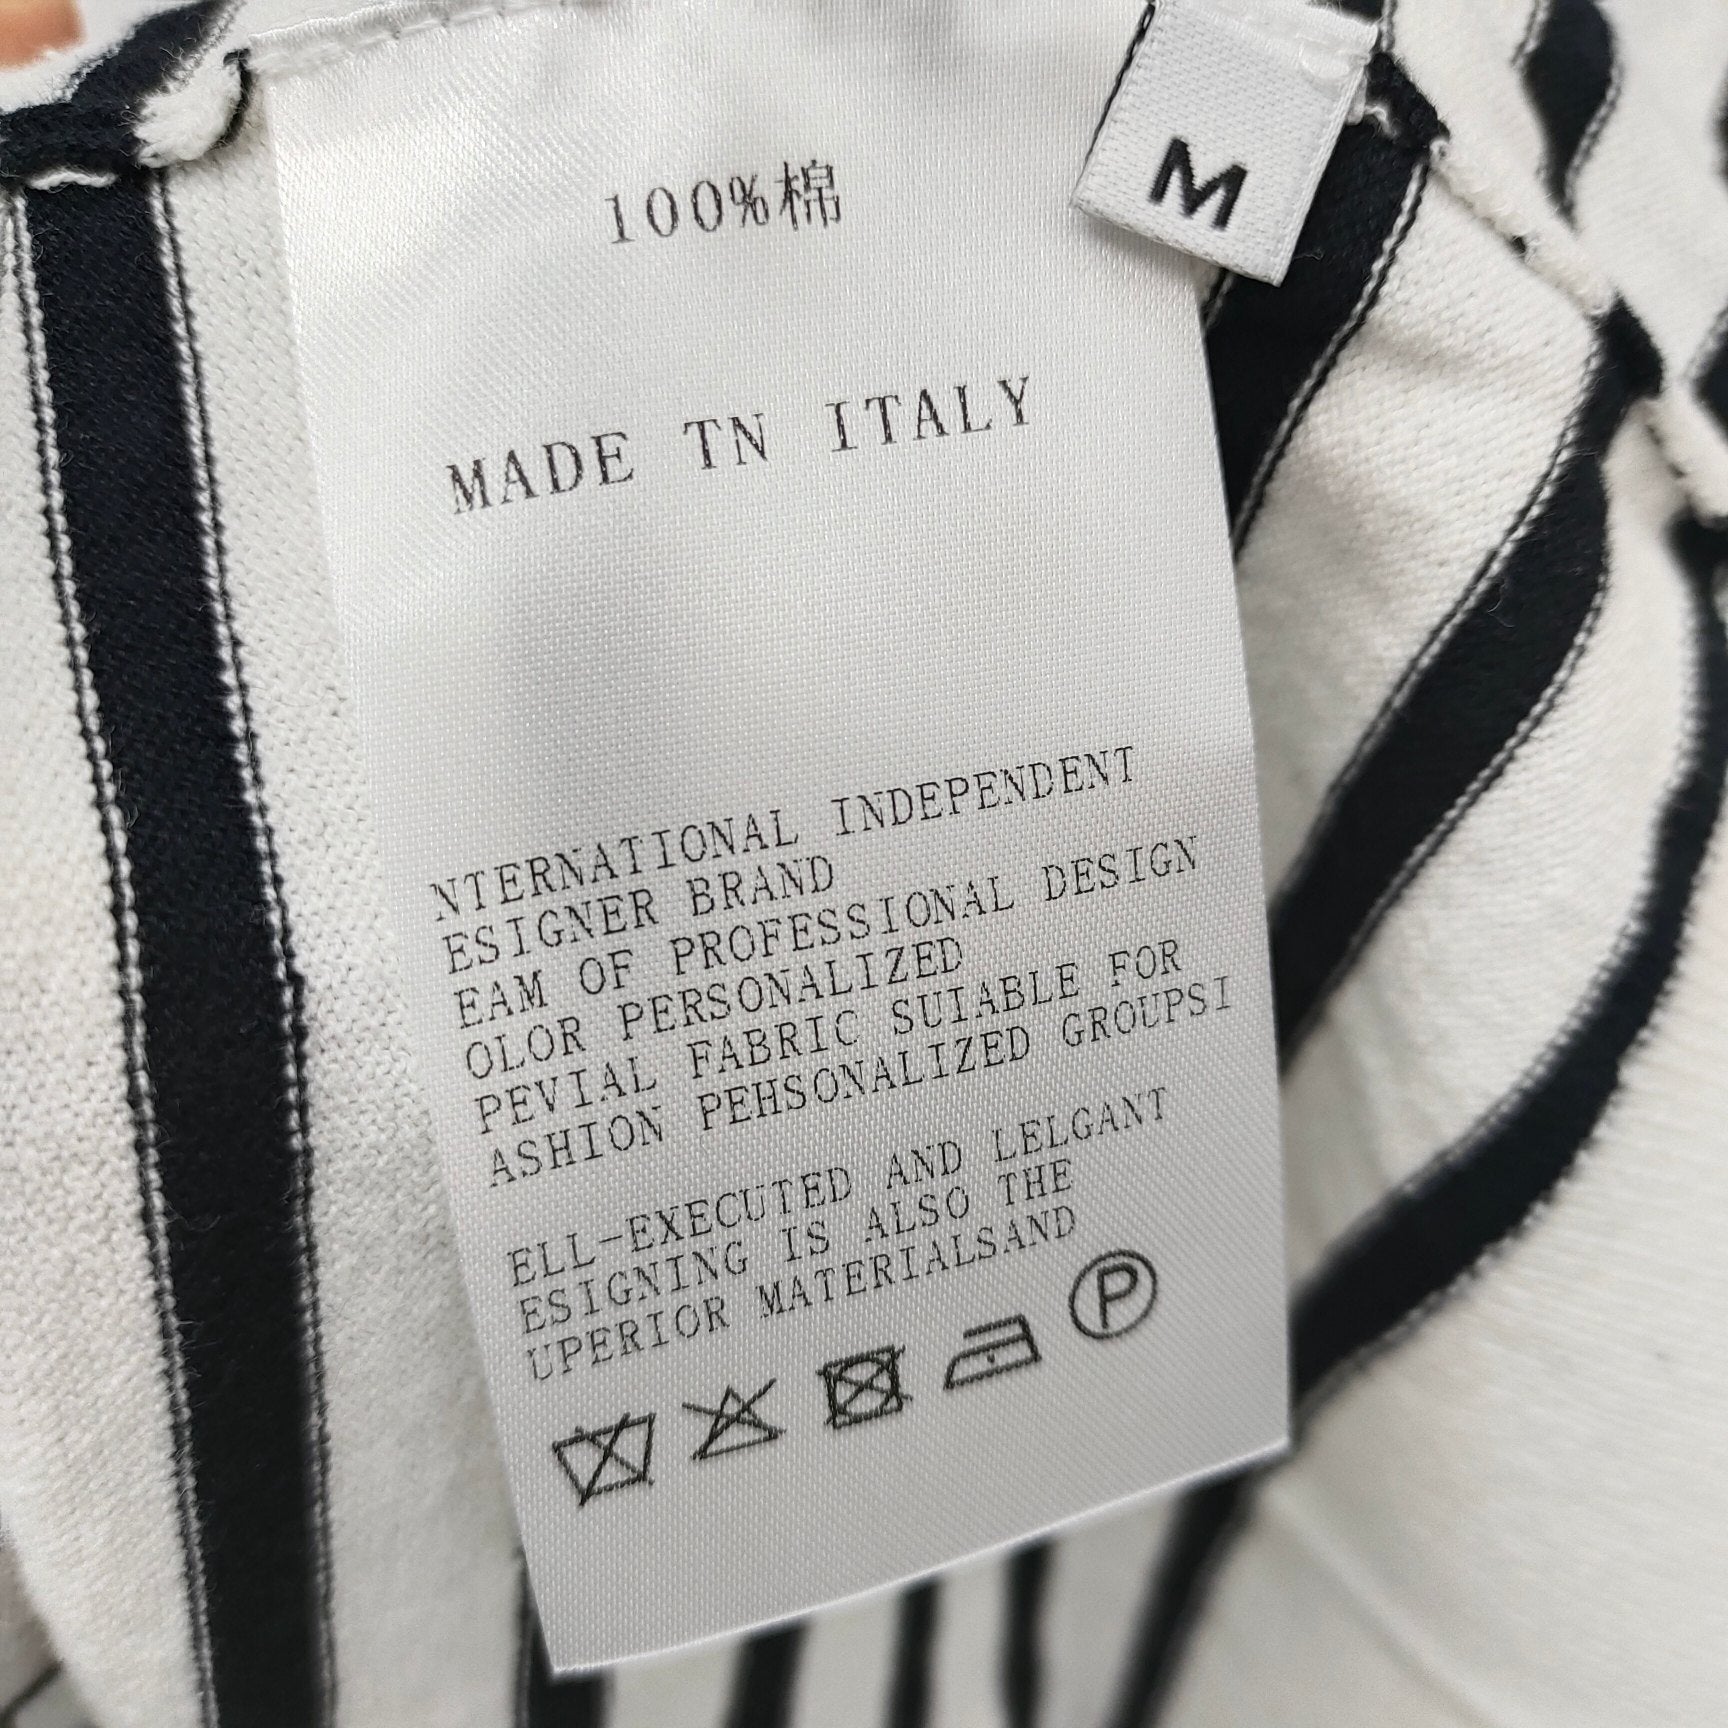 100%棉
M
MADE TN ITALY
NTERNATIONAL INDEPENDENT
ESIGNER BRAND
EAM OF PROFESSIONAL DESIGN
OLOR PERSONALIZED
PEVIAL FABRIC SUIABLE FOR
ASHION PEHSONALIZED GROUPSI
ELL-EXECUTED AND LELGANT
ESIGNING IS ALSO THE
UPERIOR MATERIALSAND
P